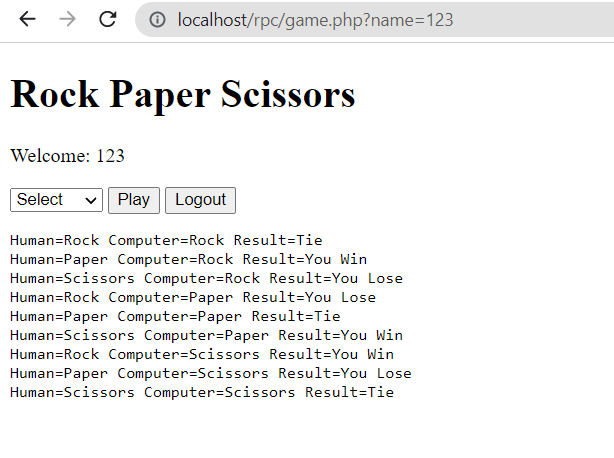 localhost/rpc/game.php?name=123
Rock Paper Scissors
Welcome: 123
Select Play Logout
Human=Rock Computer=Rock Result=Tie
Human=Paper Computer=Rock Result=You Win
Human=Scissors Computer=Rock Result=You Lose
Human=Rock Computer=Paper Result=You Lose
Human=Paper Computer=Paper Result=Tie
Human=Scissors Computer=Paper Result=You Win
Human=Rock Computer=Scissors Result=You Win
Human=Paper Computer=Scissors Result=You Lose
Human=Scissors Computer=Scissors Result=Tie